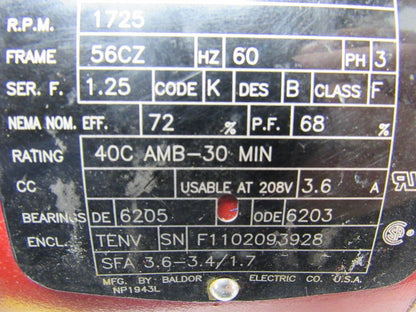 R.P.M. 1725
FRAME 56CZ HZ 60 PH 3
SER. F. 1.25 CODE K DES B CLASS F
NEMA NOM. EFF. 72 % P.F. 68 %
RATING 40C AMB-30 MIN
CC USABLE AT 208V 3.6 A
BEARINGS DE 6205 ODE 6203
ENCL. TENV SN F1102093928
SFA 3.6-3.4/1.7
MFG. BY BALDOR ELECTRIC CO. U.S.A.
NP1943L